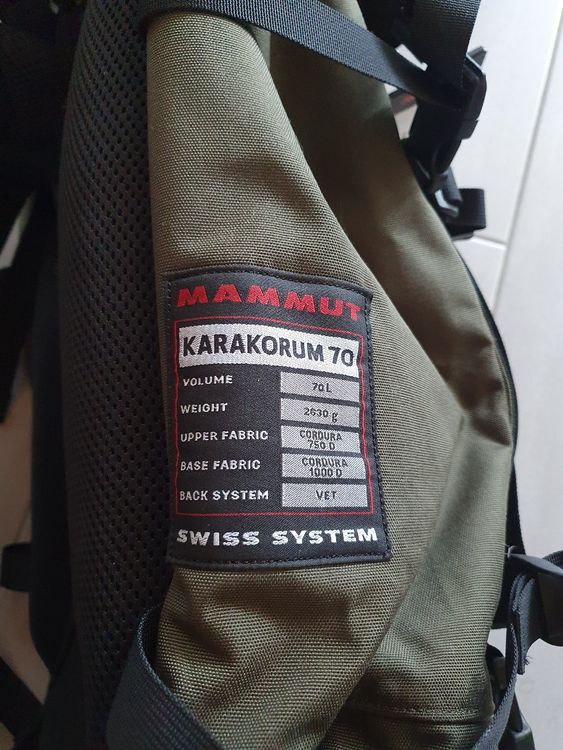 MAMMUT
KARAKORUM 70
VOLUME 70 L
WEIGHT 2630 g
UPPER FABRIC CORDURA 750 D
BASE FABRIC CORDURA 1000 D
BACK SYSTEM VET
SWISS SYSTEM